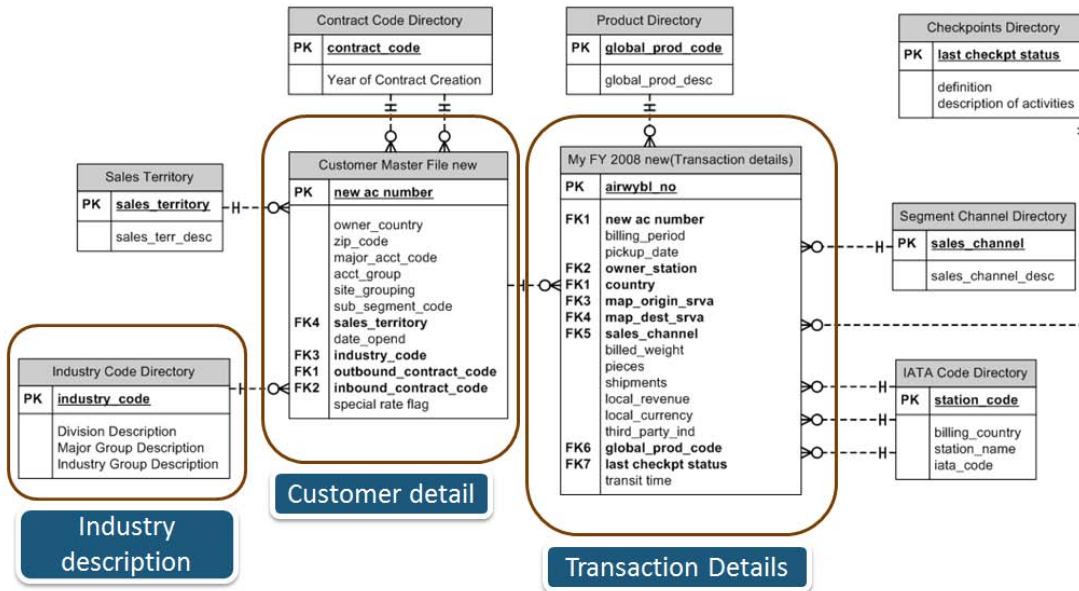 Contract Code Directory
PK contract_code
Year of Contract Creation
Product Directory
PK global_prod_code
global_prod_desc
Checkpoints Directory
PK last checkpt status
definition
description of activities
Sales Territory
PK sales_territory
sales_terr_desc
Customer Master File new
PK new ac number
owner_country
zip_code
major_acct_code
acct_group
site_grouping
sub_segment_code
FK4 sales_territory
date_opend
FK3 industry_code
FK1 outbound_contract_code
FK2 inbound_contract_code
special rate flag
My FY 2008 new(Transaction details)
PK airwybl_no
FK1 new ac number
billing_period
pickup_date
FK2 owner_station
FK1 country
FK3 map_origin_srva
FK4 map_dest_srva
FK5 sales_channel
billed_weight
pieces
shipments
local_revenue
local_currency
third_party_ind
FK6 global_prod_code
FK7 last checkpt status
transit time
Segment Channel Directory
PK sales_channel
sales_channel_desc
Industry Code Directory
PK industry_code
Division Description
Major Group Description
Industry Group Description
IATA Code Directory
PK station_code
billing_country
station_name
iata_code
Customer detail
Industry
description
Transaction Details